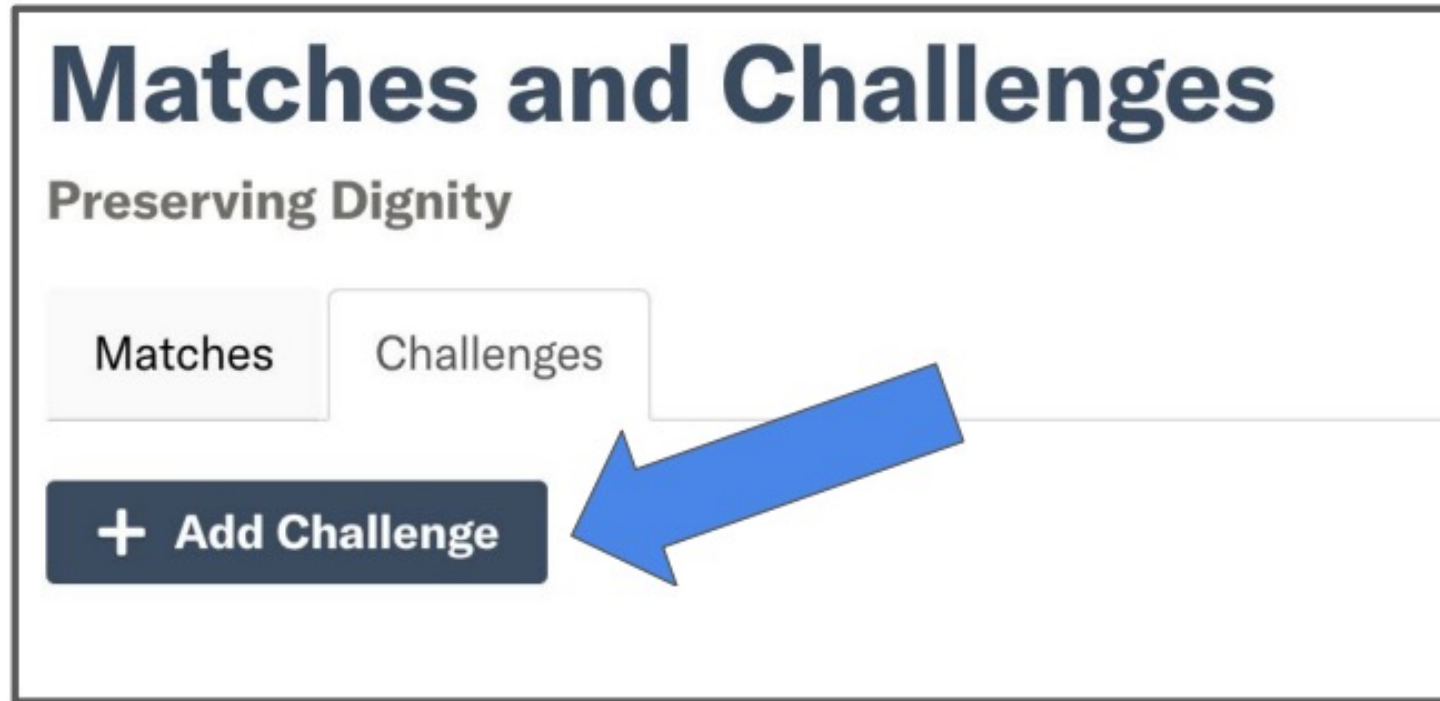 Matches and Challenges
Preserving Dignity
Matches Challenges
+ Add Challenge